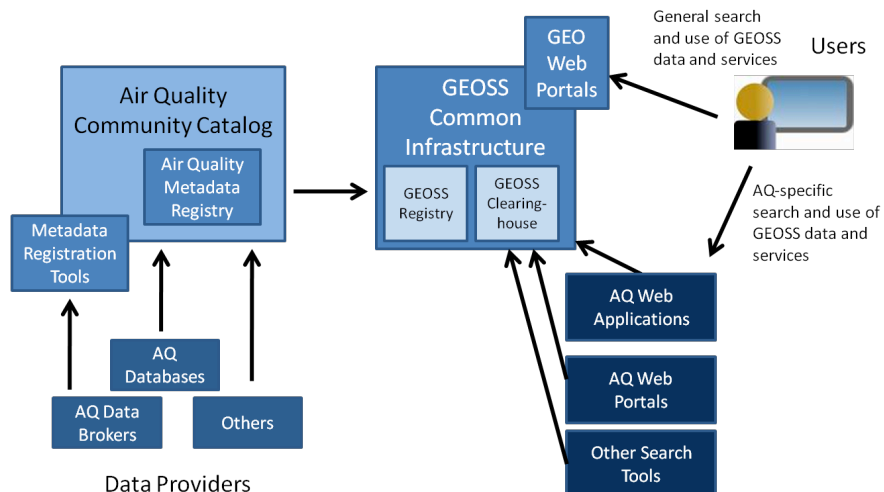 General search
and use of GEOSS
data and services
Users
GEO
Web
Portals
Air Quality
Community Catalog
GEOSS
Common
Infrastructure
Air Quality
Metadata
Registry
GEOSS
Registry
GEOSS
Clearing-
house
AQ-specific
search and use of
GEOSS data and
services
Metadata
Registration
Tools
AQ Web
Applications
AQ
Databases
AQ Web
Portals
AQ Data
Brokers
Others
Other Search
Tools
Data Providers